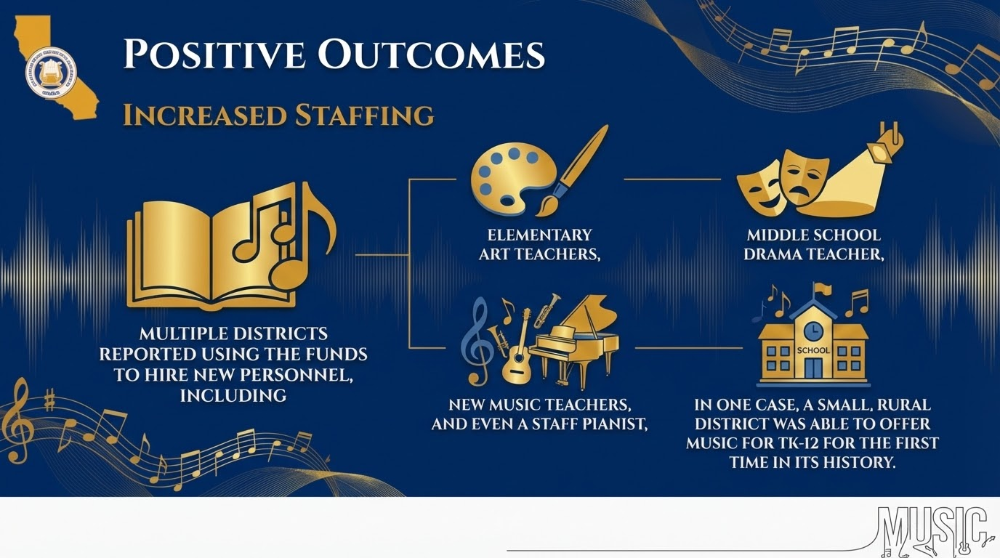 POSITIVE OUTCOMES
INCREASED STAFFING
MULTIPLE DISTRICTS
REPORTED USING THE FUNDS
TO HIRE NEW PERSONNEL,
INCLUDING
ELEMENTARY
ART TEACHERS,
MIDDLE SCHOOL
DRAMA TEACHER,
NEW MUSIC TEACHERS,
AND EVEN A STAFF PIANIST,
SCHOOL
IN ONE CASE, A SMALL, RURAL
DISTRICT WAS ABLE TO OFFER
MUSIC FOR TK-12 FOR THE FIRST
TIME IN ITS HISTORY.
MUSIC